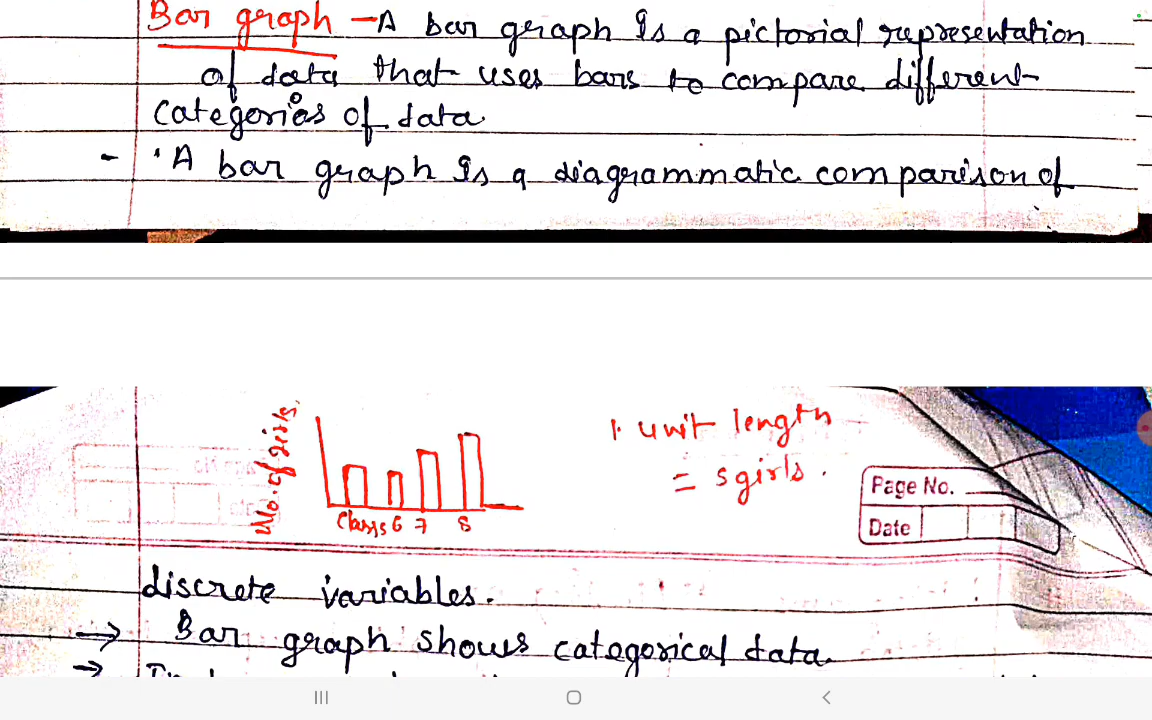 Bar graph - A bar graph is a pictorial representation
of data that uses bars to compare different
categories of data
- 'A bar graph is a diagrammatic comparison of
No. of girls.
Class 5 6 7 8
1 unit length
= 5 girls.
Page No.
Date
discrete variables.
→ Bar graph shows categorical data.
→